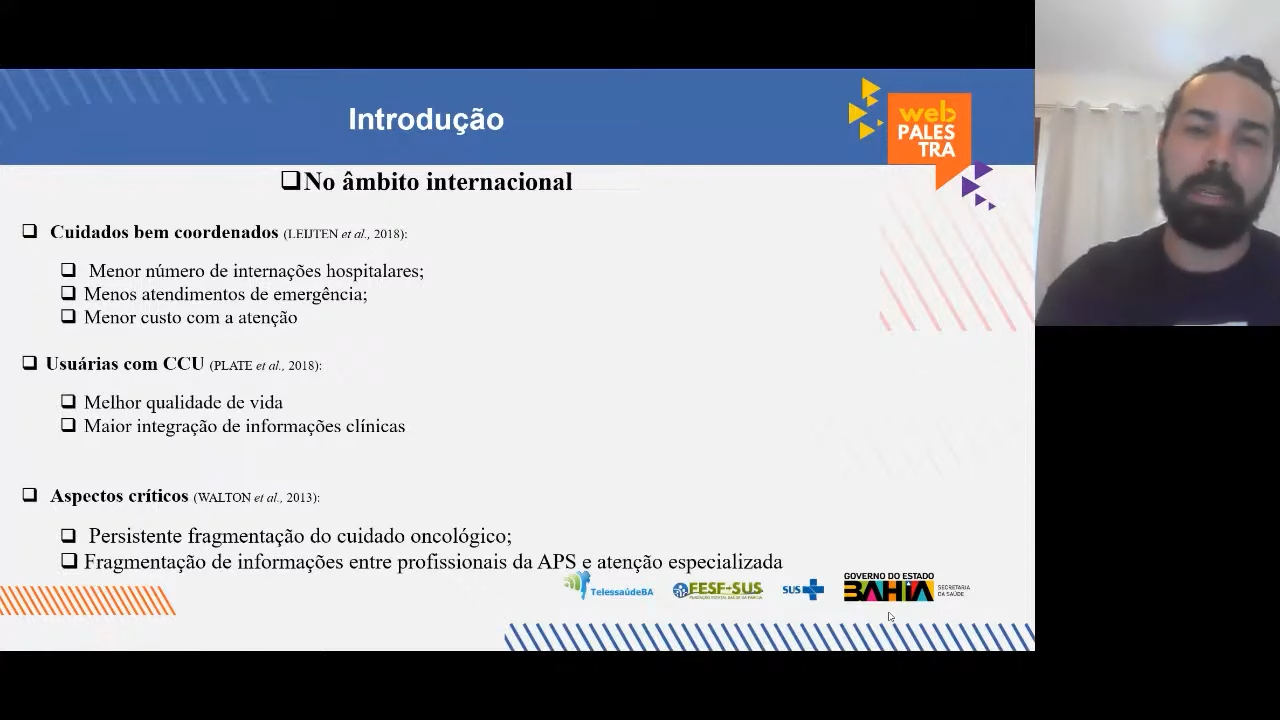 Introdução
web
PALES
TRA
❑No âmbito internacional
❑ Cuidados bem coordenados (LEIJTEN et al., 2018):
❑ Menor número de internações hospitalares;
❑ Menos atendimentos de emergência;
❑ Menor custo com a atenção
❑ Usuárias com CCU (PLATE et al., 2018):
❑ Melhor qualidade de vida
❑ Maior integração de informações clínicas
❑ Aspectos críticos (WALTON et al., 2013):
❑ Persistente fragmentação do cuidado oncológico;
❑ Fragmentação de informações entre profissionais da APS e atenção especializada
TelessaúdeBA
FESF-SUS
SUS
GOVERNO DO ESTADO
BAHIA
SECRETARIA
DA SAÚDE